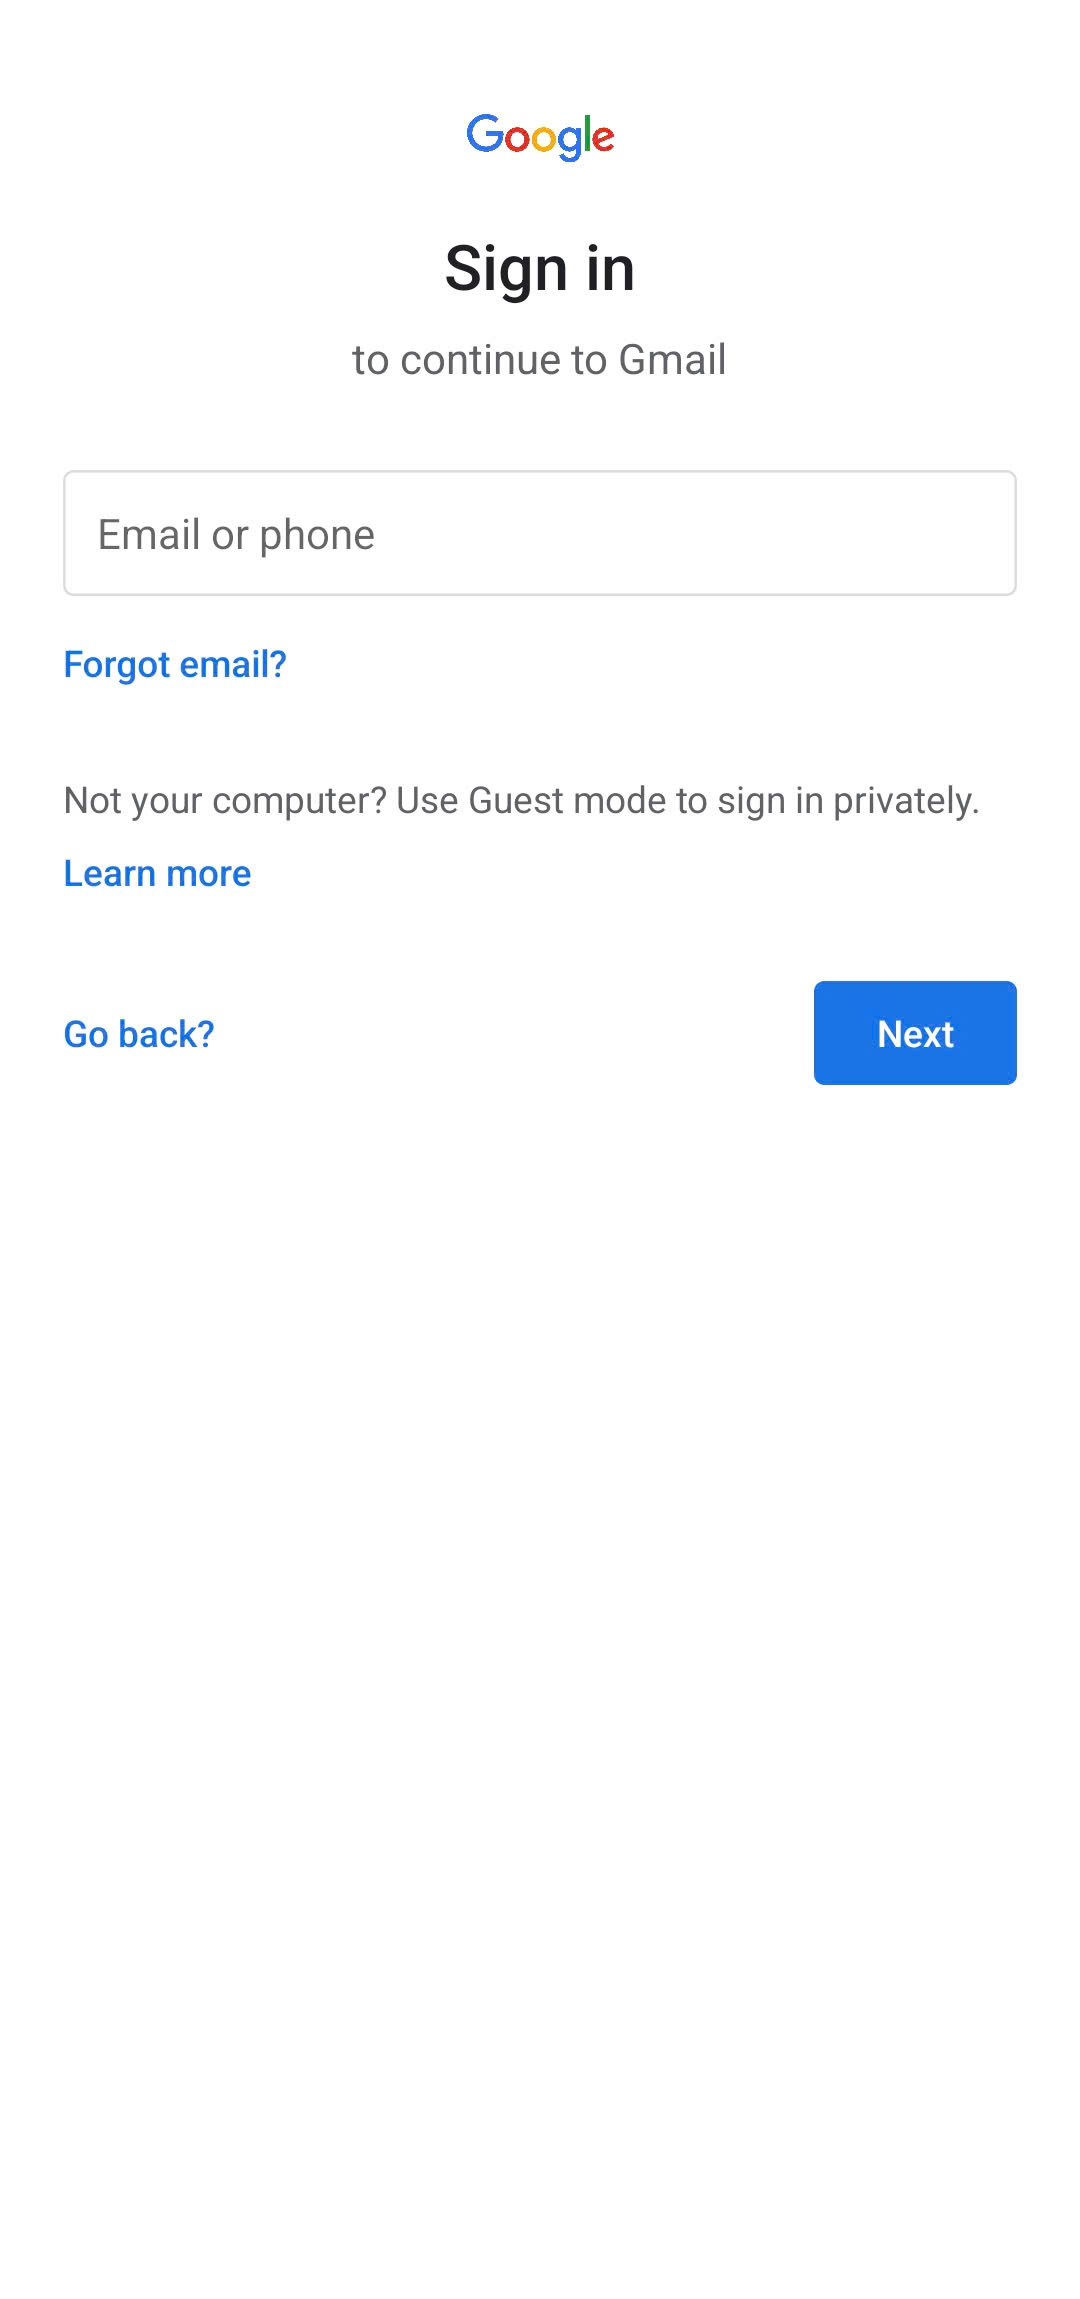 Google
Sign in
to continue to Gmail
Email or phone
Forgot email?
Not your computer? Use Guest mode to sign in privately.
Learn more
Go back?
Next